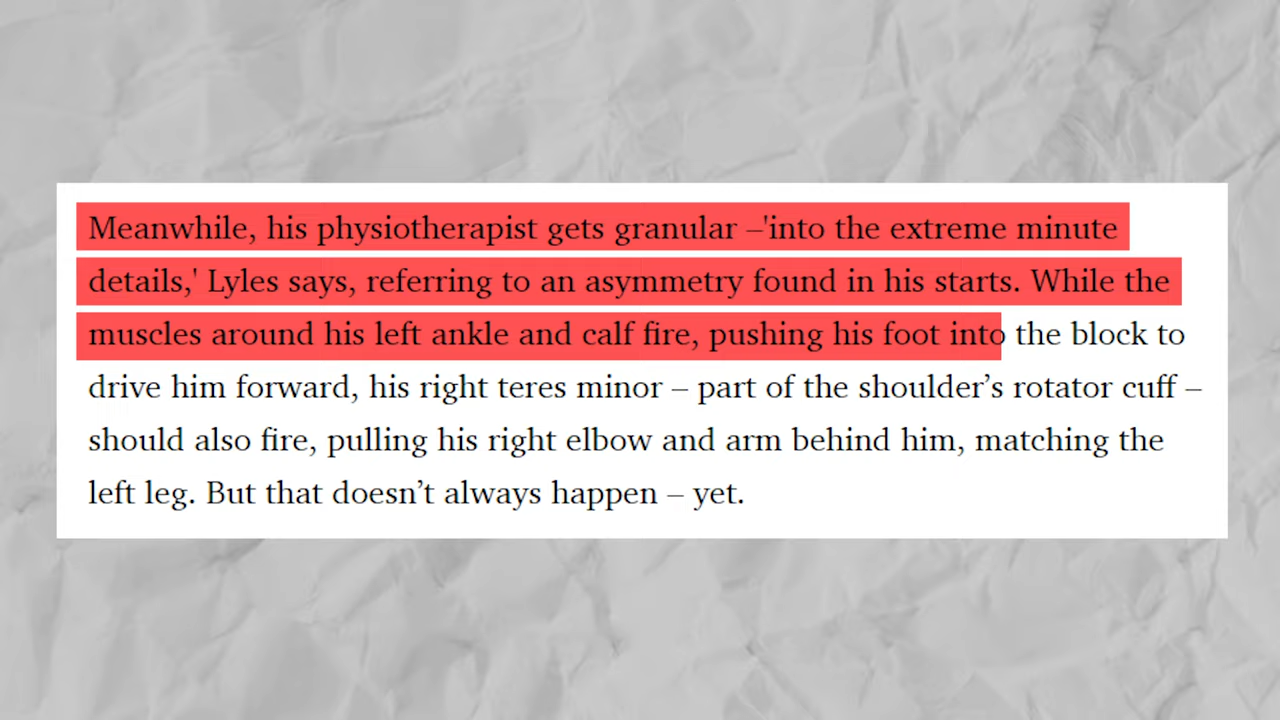 Meanwhile, his physiotherapist gets granular –'into the extreme minute
details,' Lyles says, referring to an asymmetry found in his starts. While the
muscles around his left ankle and calf fire, pushing his foot into the block to
drive him forward, his right teres minor – part of the shoulder’s rotator cuff –
should also fire, pulling his right elbow and arm behind him, matching the
left leg. But that doesn’t always happen – yet.